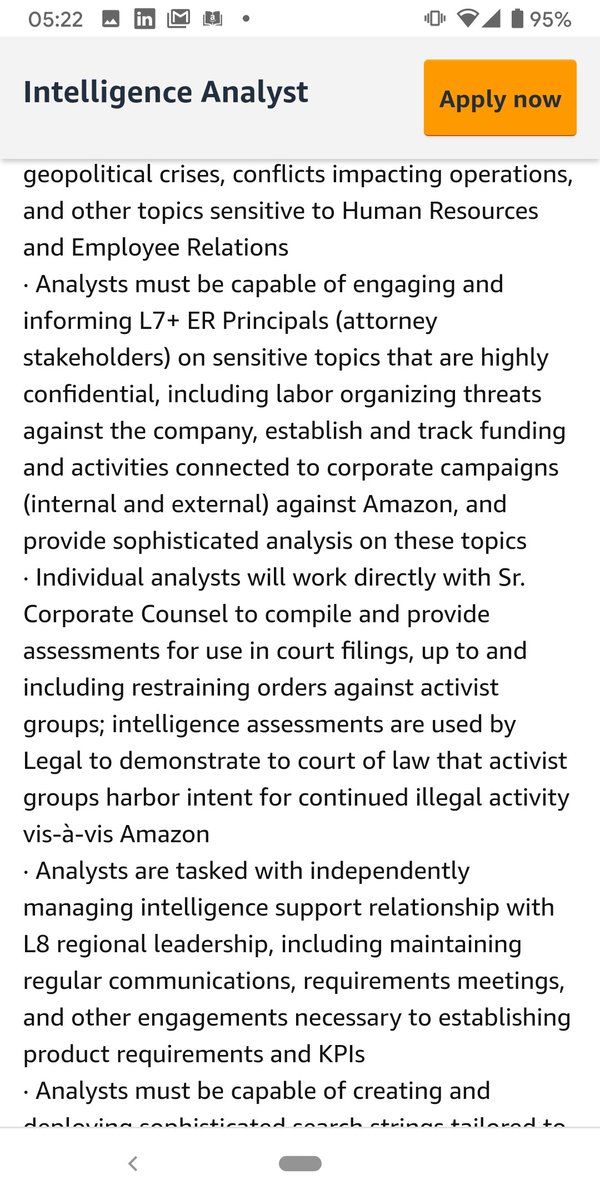 05:22
95%
Intelligence Analyst
Apply now
geopolitical crises, conflicts impacting operations,
and other topics sensitive to Human Resources
and Employee Relations
· Analysts must be capable of engaging and
informing L7+ ER Principals (attorney
stakeholders) on sensitive topics that are highly
confidential, including labor organizing threats
against the company, establish and track funding
and activities connected to corporate campaigns
(internal and external) against Amazon, and
provide sophisticated analysis on these topics
· Individual analysts will work directly with Sr.
Corporate Counsel to compile and provide
assessments for use in court filings, up to and
including restraining orders against activist
groups; intelligence assessments are used by
Legal to demonstrate to court of law that activist
groups harbor intent for continued illegal activity
vis-à-vis Amazon
· Analysts are tasked with independently
managing intelligence support relationship with
L8 regional leadership, including maintaining
regular communications, requirements meetings,
and other engagements necessary to establishing
product requirements and KPIs
· Analysts must be capable of creating and
deploying sophisticated search strings tailored to